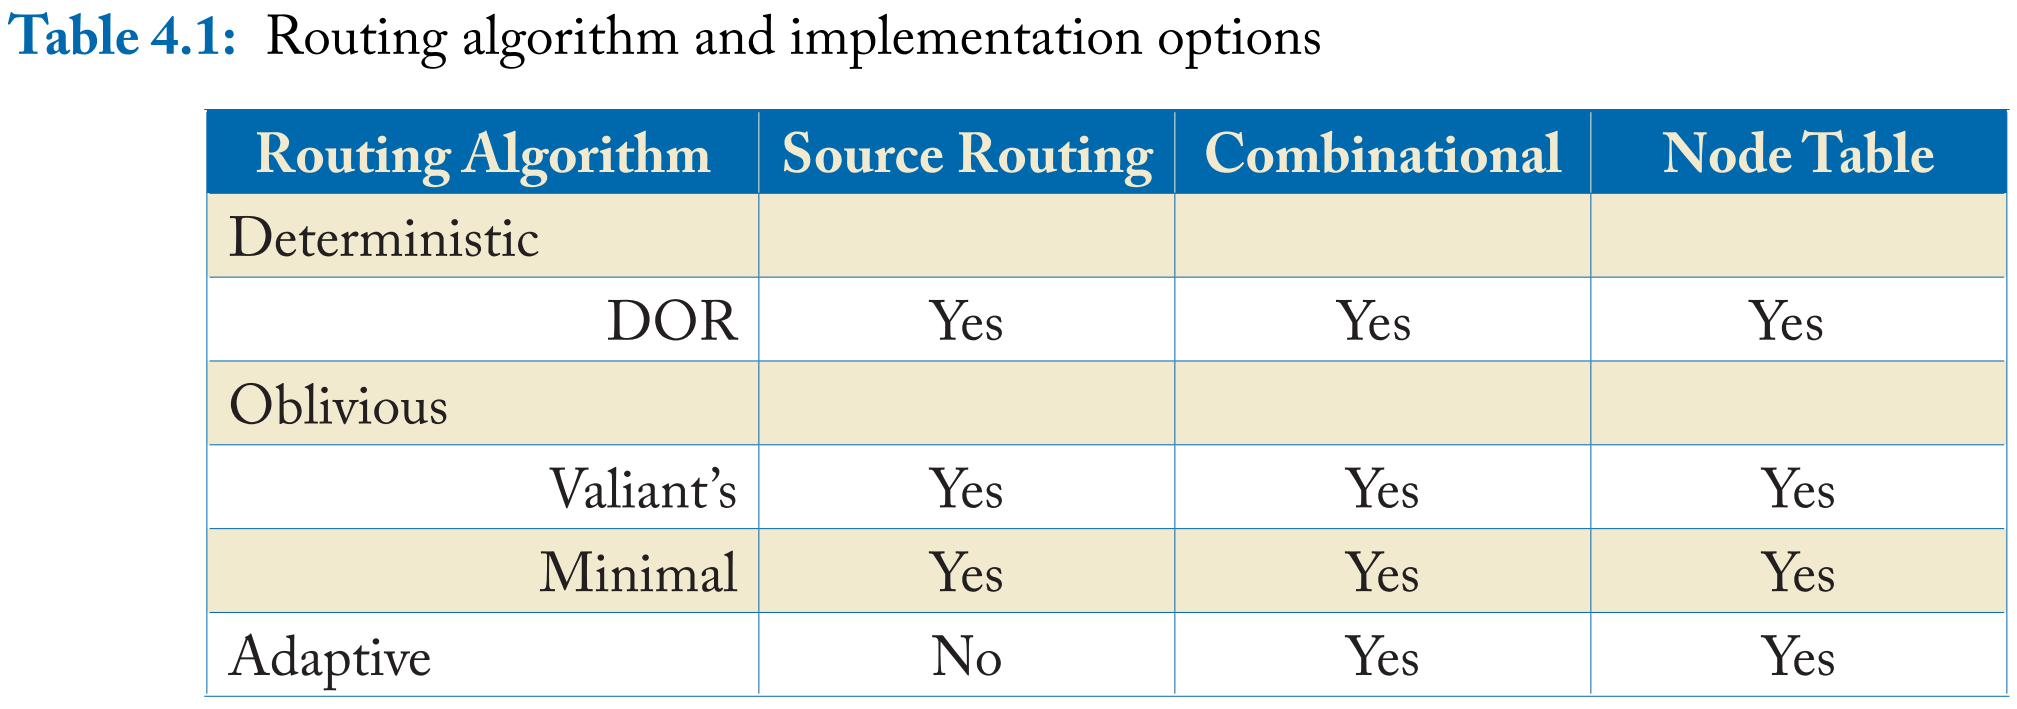 Table 4.1: Routing algorithm and implementation options
Routing Algorithm Source Routing Combinational Node Table
Deterministic
DOR Yes Yes Yes
Oblivious
Valiant’s Yes Yes Yes
Minimal Yes Yes Yes
Adaptive No Yes Yes